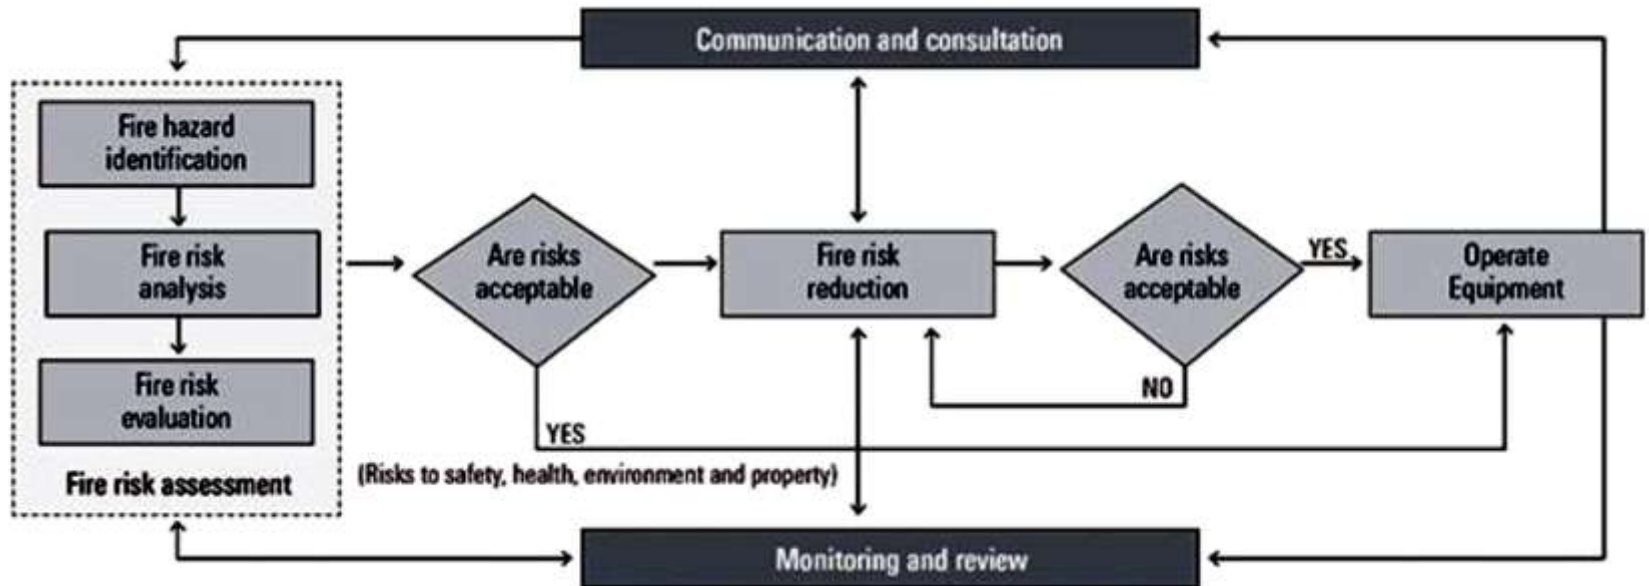 Communication and consultation
Fire hazard
identification
Fire risk
analysis
Fire risk
evaluation
Fire risk assessment
Are risks
acceptable
YES
Fire risk
reduction
Are risks
acceptable
YES
NO
Operate
Equipment
(Risks to safety, health, environment and property)
Monitoring and review